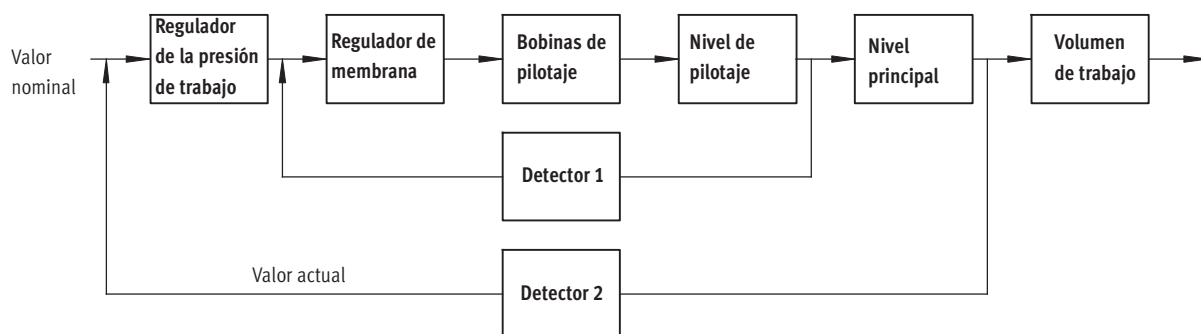 Valor
nominal
Regulador
de la presión
de trabajo
Regulador de
membrana
Bobinas de
pilotaje
Nivel de
pilotaje
Nivel
principal
Volumen
de trabajo
Detector 1
Valor actual
Detector 2